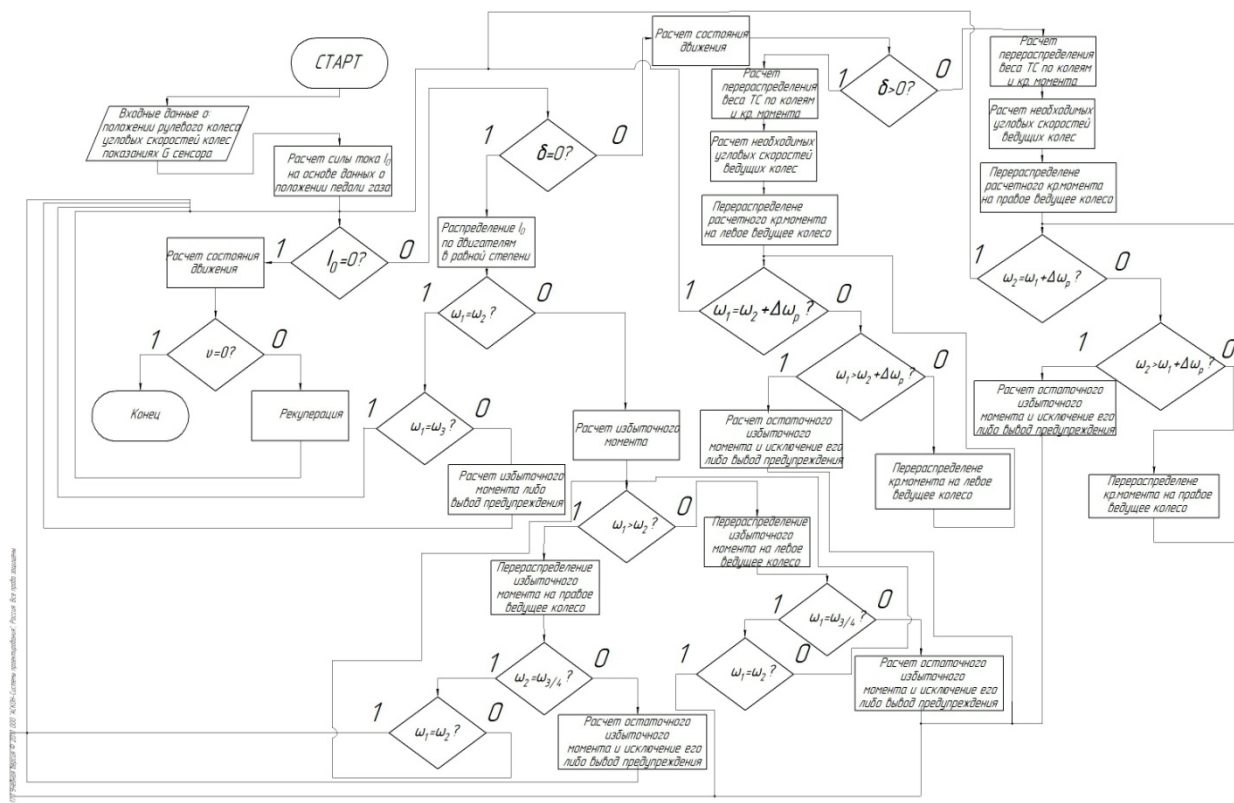 СТАРТ
Входные данные о
положении рулевого колеса
угловых скоростей колес
показаниях G сенсора
Расчет силы тока I₀
на основе данных о
положении педали газа
I₀=0?
1
0
Расчет состояния
движения
υ=0?
1
0
Конец
Рекуперация
δ=0?
1
0
Распределение I₀
по двигателям
в равной степени
ω₁=ω₂ ?
1
0
ω₁=ω₃ ?
1
0
Расчет избыточного
момента либо
вывод предупреждения
Расчет избыточного
момента
ω₁>ω₂ ?
1
0
Перераспределение
избыточного
момента на правое
ведущее колесо
ω₂=ω₃/₄ ?
1
0
ω₁=ω₂ ?
1
0
Расчет остаточного
избыточного
момента и исключение его
либо вывод предупреждения
Перераспределение
избыточного
момента на левое
ведущее колесо
ω₁=ω₃/₄ ?
1
0
ω₁=ω₂ ?
1
0
Расчет остаточного
избыточного
момента и исключение его
либо вывод предупреждения
Расчет состояния
движения
δ>0?
1
0
Расчет
перераспределения
веса ТС по колеям
и кр. момента
Расчет необходимых
угловых скоростей
ведущих колес
Перераспределене
расчетного кр.момента
на левое ведущее колесо
ω₁=ω₂+Δωₚ ?
1
0
ω₁>ω₂+Δωₚ ?
1
0
Расчет остаточного
избыточного
момента и исключение его
либо вывод предупреждения
Перераспределене
кр.момента на левое
ведущее колесо
Расчет
перераспределения
веса ТС по колеям
и кр. момента
Расчет необходимых
угловых скоростей
ведущих колес
Перераспределене
расчетного кр.момента
на правое ведущее колесо
ω₂=ω₁+Δωₚ ?
1
0
ω₂>ω₁+Δωₚ ?
1
0
Расчет остаточного
избыточного
момента и исключение его
либо вывод предупреждения
Перераспределене
кр.момента на правое
ведущее колесо